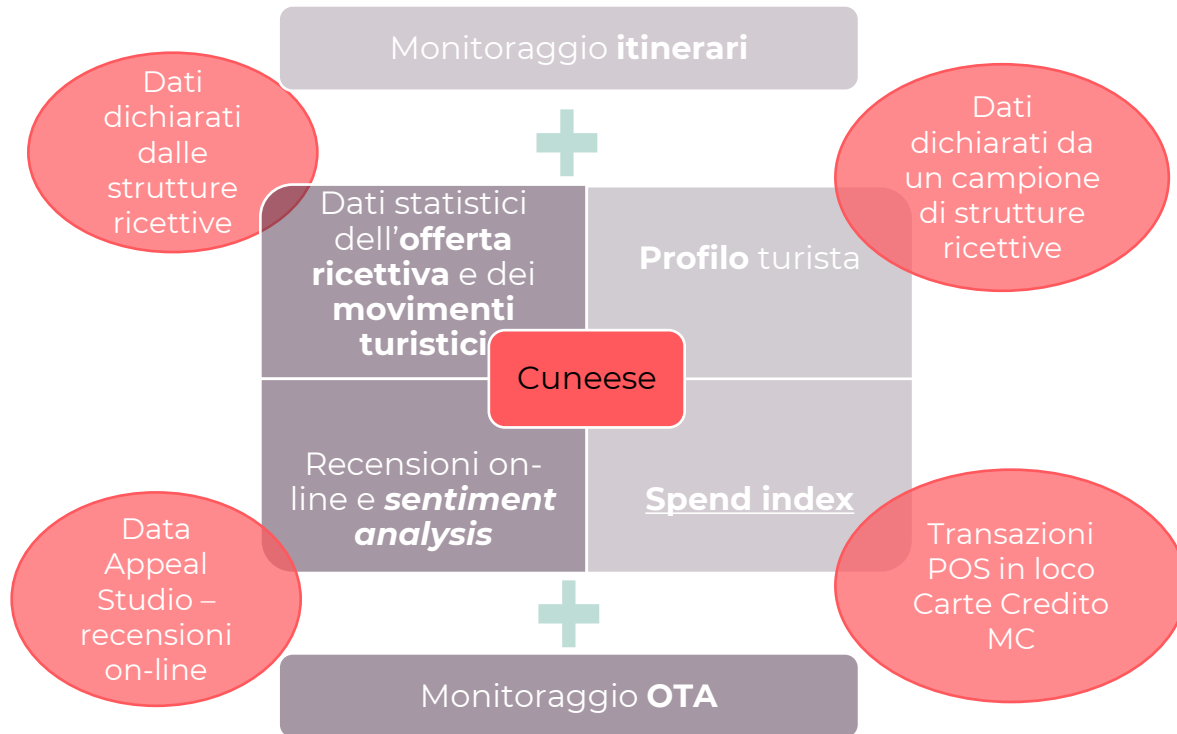 Monitoraggio itinerari
Dati
dichiarati
dalle
strutture
ricettive
Dati
dichiarati da
un campione
di strutture
ricettive
Dati statistici
dell’offerta
ricettiva e dei
movimenti
turistici
Profilo turista
Cuneese
Recensioni on-
line e sentiment
analysis
Spend index
Data
Appeal
Studio –
recensioni
on-line
Transazioni
POS in loco
Carte Credito
MC
Monitoraggio OTA